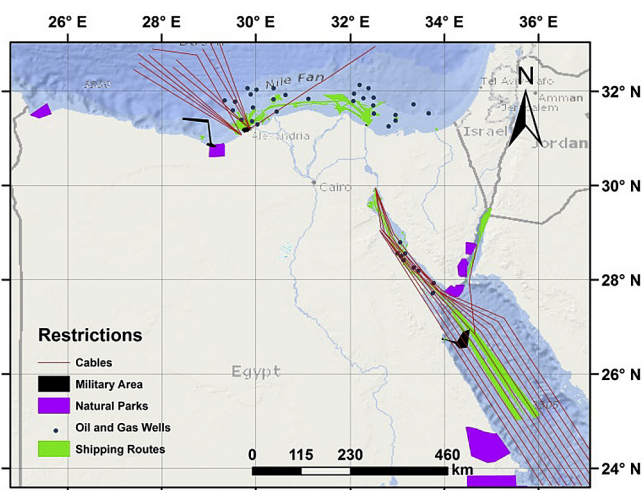 26° E 28° E 30° E 32° E 34° E 36° E
Nile Fan
Tel Aviv-Yafo
N
32° N
Amman
Jerusalem
Alexandria
Israel
Jordan
30° N
Cairo
28° N
Restrictions
Cables
Military Area
Natural Parks
Oil and Gas Wells
Shipping Routes
Egypt
26° N
0 115 230 460
km
24° N